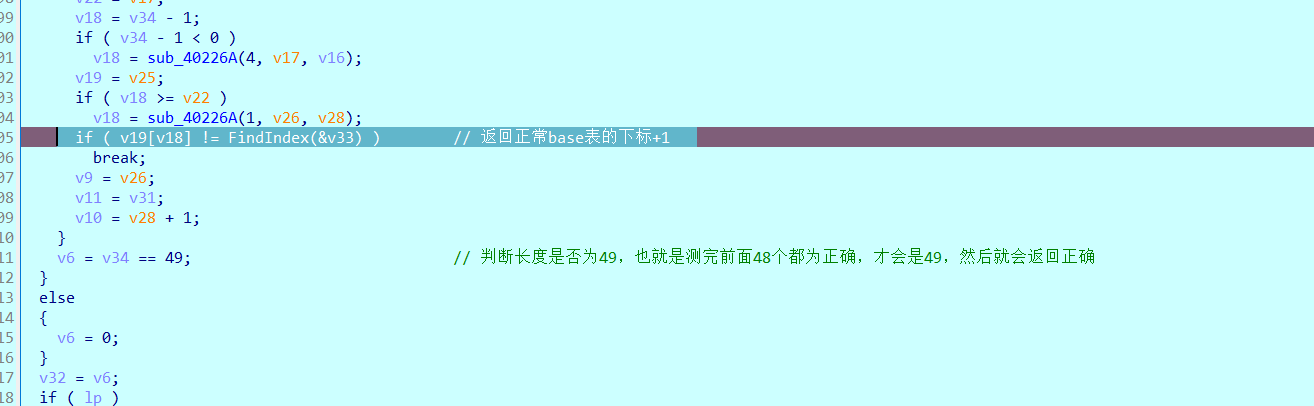 98 v22 = v17;
99 v18 = v34 - 1;
00 if ( v34 - 1 < 0 )
01 v18 = sub_40226A(4, v17, v16);
02 v19 = v25;
03 if ( v18 >= v22 )
04 v18 = sub_40226A(1, v26, v28);
05 if ( v19[v18] != FindIndex(&v33) ) // 返回正常base表的下标+1
06 break;
07 v9 = v26;
08 v11 = v31;
09 v10 = v28 + 1;
10 }
11 v6 = v34 == 49; // 判断长度是否为49，也就是测完前面48个都为正确，才会是49，然后就会返回正确
12 }
13 else
14 {
15 v6 = 0;
16 }
17 v32 = v6;
18 if ( lp )